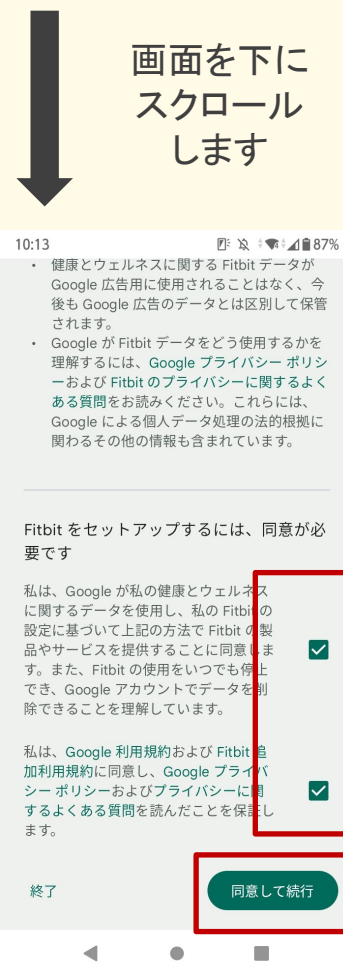 画面を下に
スクロール
します
10:13
87%
・ 健康とウェルネスに関する Fitbit データが
Google 広告用に使用されることはなく、今
後も Google 広告のデータとは区別して保管
されます。
・ Google が Fitbit データをどう使用するかを
理解するには、Google プライバシー ポリシ
ーおよび Fitbit のプライバシーに関するよく
ある質問をお読みください。これらには、
Google による個人データ処理の法的根拠に
関わるその他の情報も含まれています。
Fitbit をセットアップするには、同意が必
要です
私は、Google が私の健康とウェルネス
に関するデータを使用し、私の Fitbit の
設定に基づいて上記の方法で Fitbit の製
品やサービスを提供することに同意しま
す。また、Fitbit の使用をいつでも停止
でき、Google アカウントでデータを削
除できることを理解しています。
私は、Google 利用規約および Fitbit 追
加利用規約に同意し、Google プライバ
シー ポリシーおよびプライバシーに関
するよくある質問を読んだことを保証し
ます。
終了
同意して続行